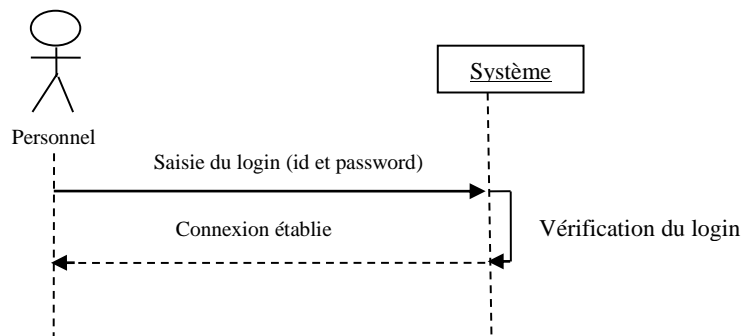 Système
Personnel
Saisie du login (id et password)
Connexion établie
Vérification du login